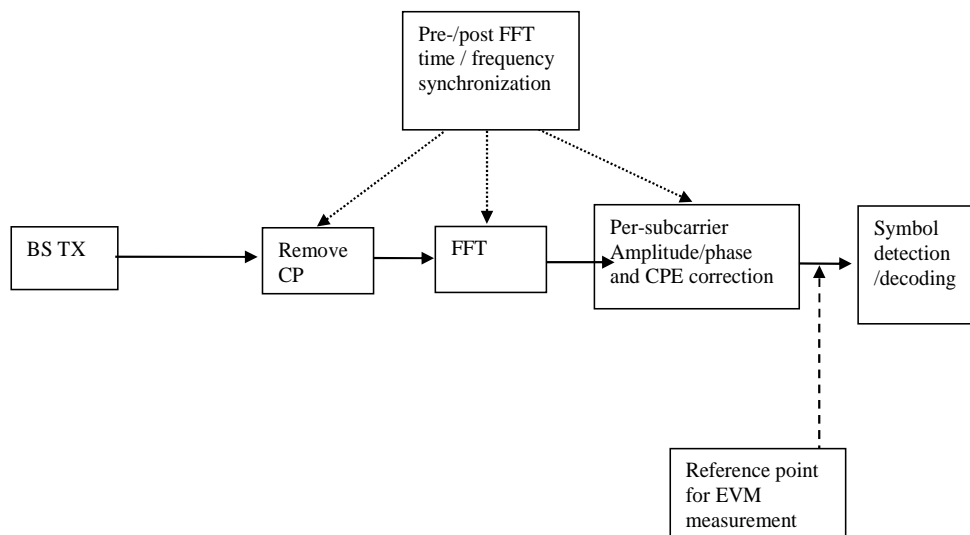 Pre-/post FFT
time / frequency
synchronization
BS TX
Remove
CP
FFT
Per-subcarrier
Amplitude/phase
and CPE correction
Symbol
detection
/decoding
Reference point
for EVM
measurement